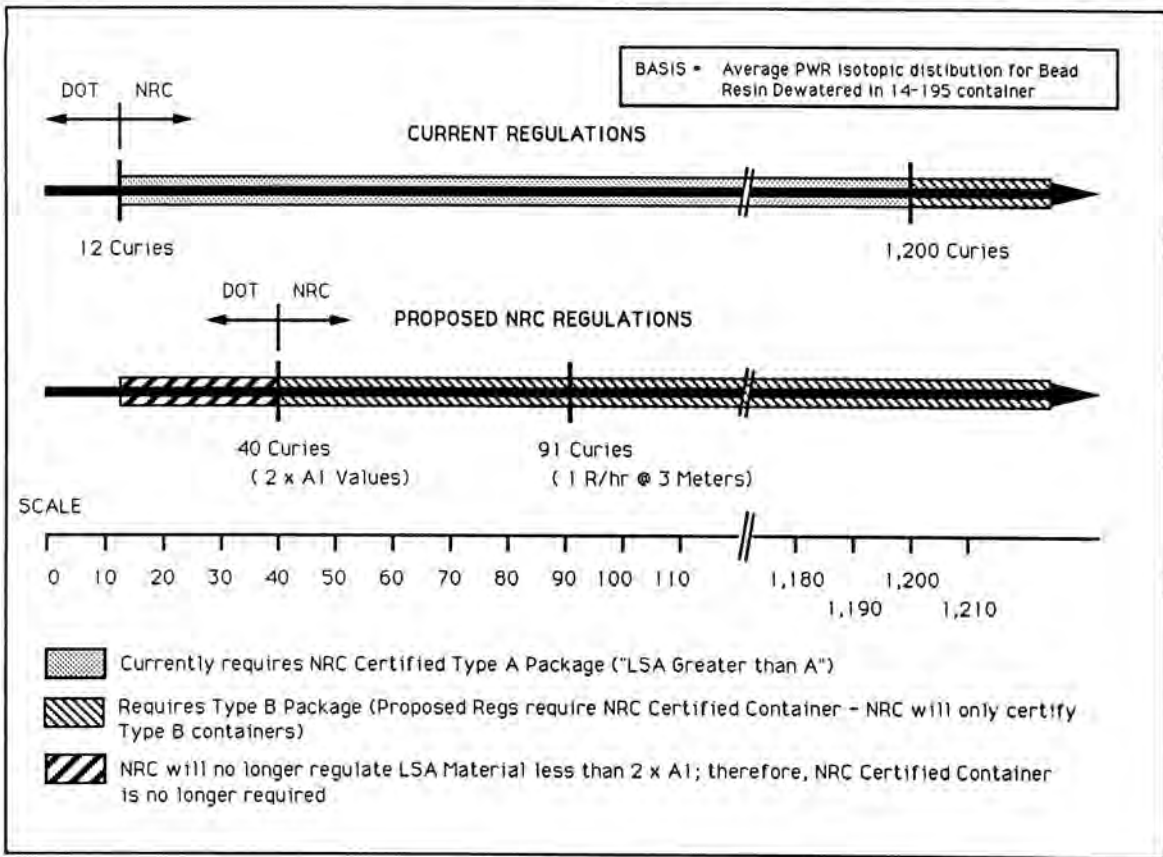 BASIS = Average PWR Isotopic distibution for Bead
Resin Dewatered in 14-195 container
DOT NRC
CURRENT REGULATIONS
12 Curies
1,200 Curies
DOT NRC
PROPOSED NRC REGULATIONS
40 Curies
( 2 x A1 Values)
91 Curies
( 1 R/hr @ 3 Meters)
SCALE
0 10 20 30 40 50 60 70 80 90 100 110 1,180 1,200
1,190 1,210
Currently requires NRC Certified Type A Package ("LSA Greater than A")
Requires Type B Package (Proposed Regs require NRC Certified Container - NRC will only certify
Type B containers)
NRC will no longer regulate LSA Material less than 2 x A1; therefore, NRC Certified Container
is no longer required